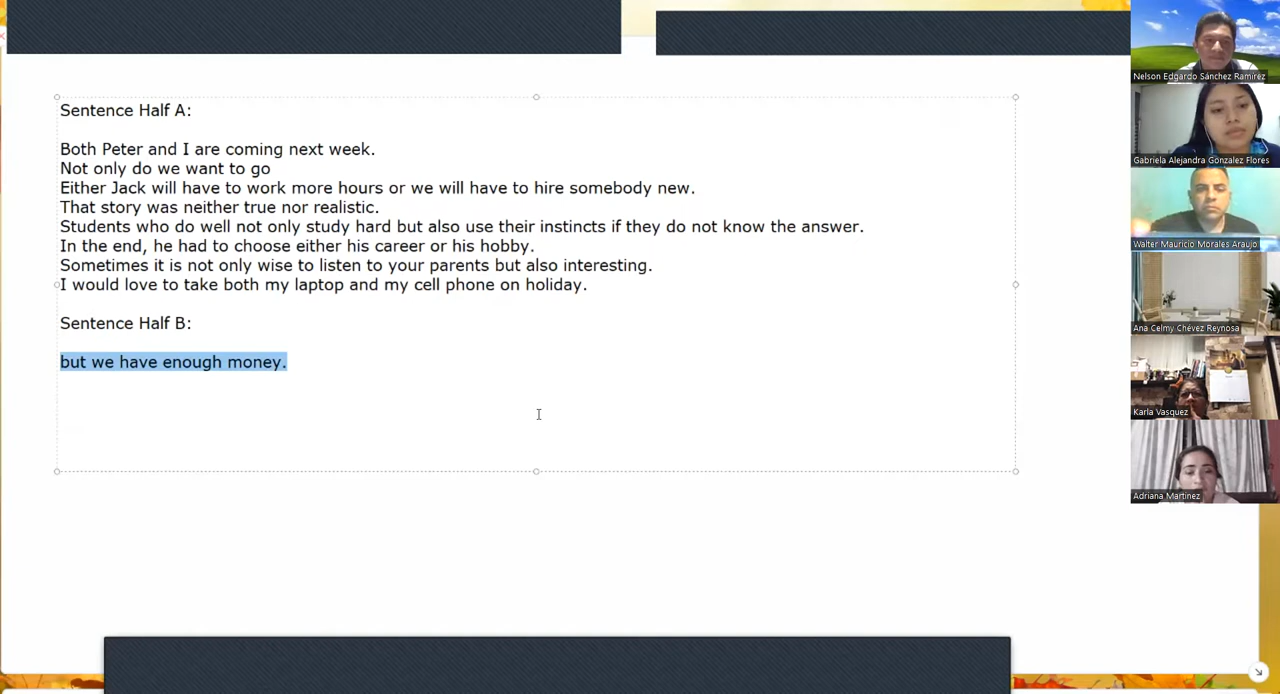 Sentence Half A:
Both Peter and I are coming next week.
Not only do we want to go
Either Jack will have to work more hours or we will have to hire somebody new.
That story was neither true nor realistic.
Students who do well not only study hard but also use their instincts if they do not know the answer.
In the end, he had to choose either his career or his hobby.
Sometimes it is not only wise to listen to your parents but also interesting.
I would love to take both my laptop and my cell phone on holiday.
Sentence Half B:
but we have enough money.
Nelson Edgardo Sánchez Ramírez
Gabriela Alejandra Gonzalez Flores
Walter Mauricio Morales Araujo
Ana Celmy Chévez Reynosa
Karla Vasquez
Adriana Martinez